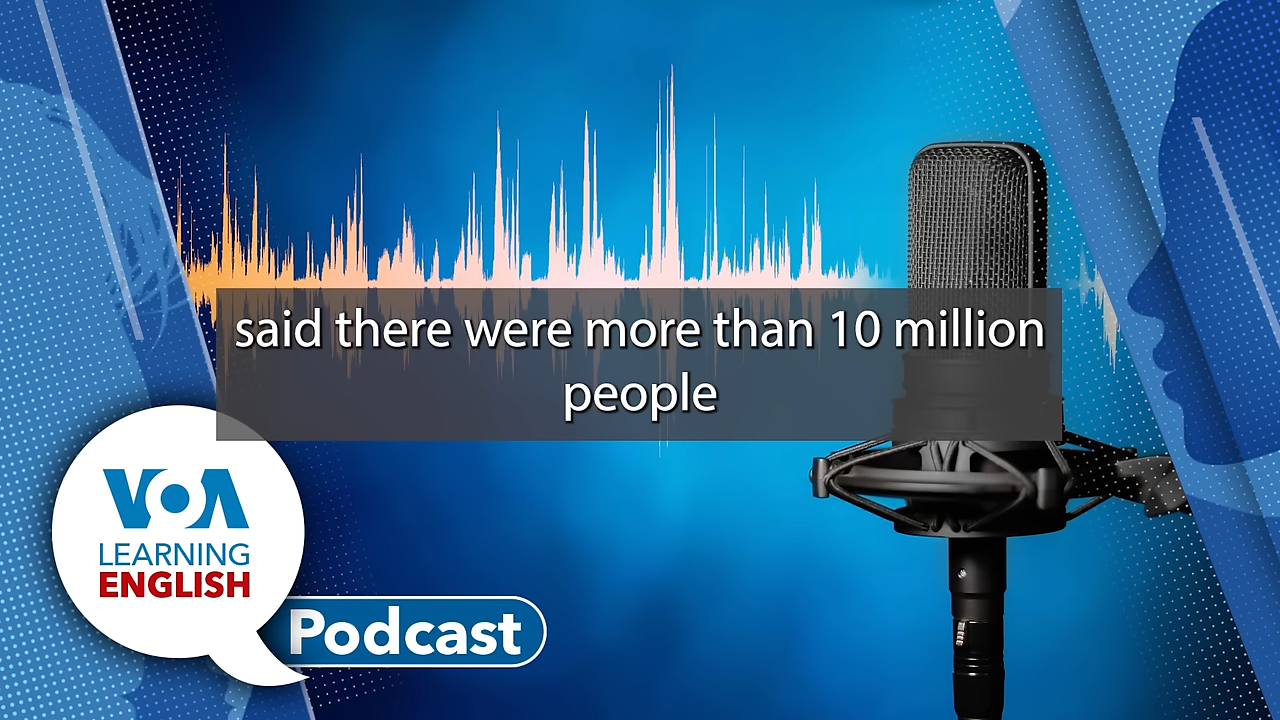 said there were more than 10 million
people
VOA
LEARNING
ENGLISH
Podcast